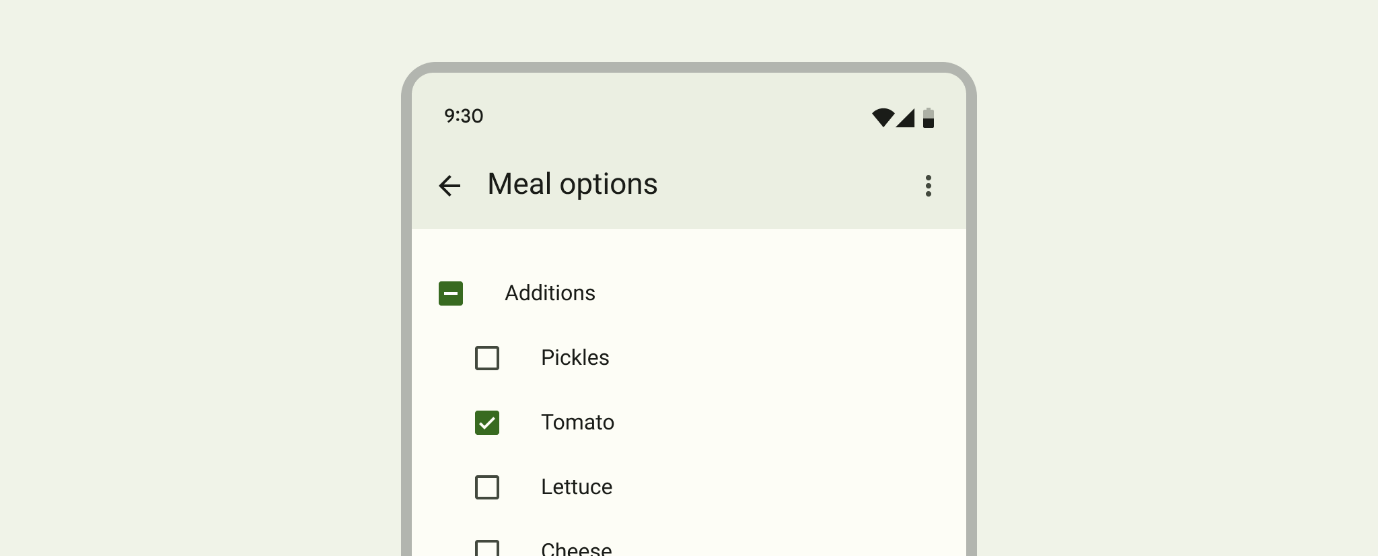 9:30
Meal options
Additions
Pickles
Tomato
Lettuce
Cheese